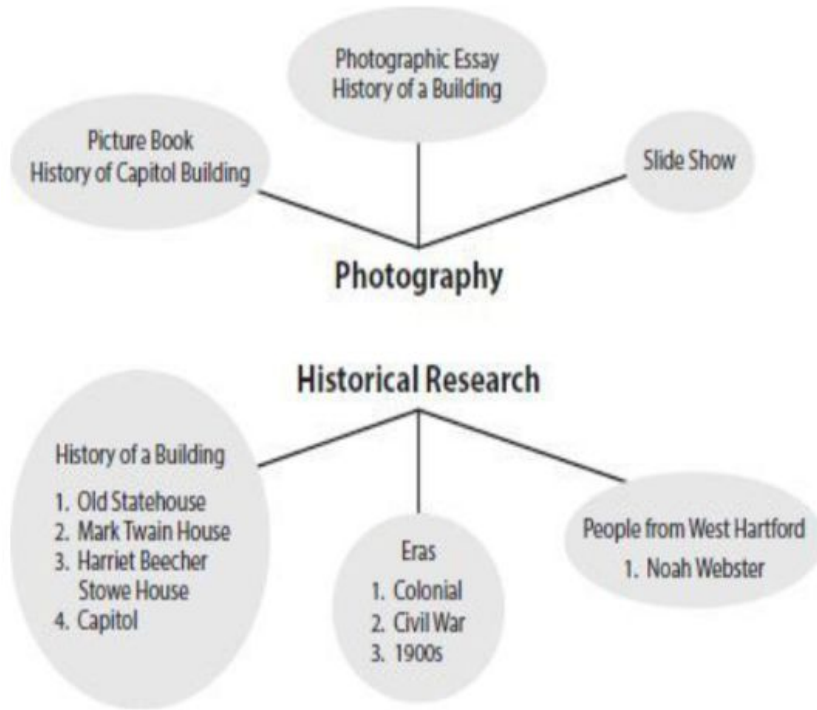 Photographic Essay
History of a Building
Picture Book
History of Capitol Building
Slide Show
Photography
Historical Research
History of a Building
1. Old Statehouse
2. Mark Twain House
3. Harriet Beecher
Stowe House
4. Capitol
Eras
1. Colonial
2. Civil War
3. 1900s
People from West Hartford
1. Noah Webster